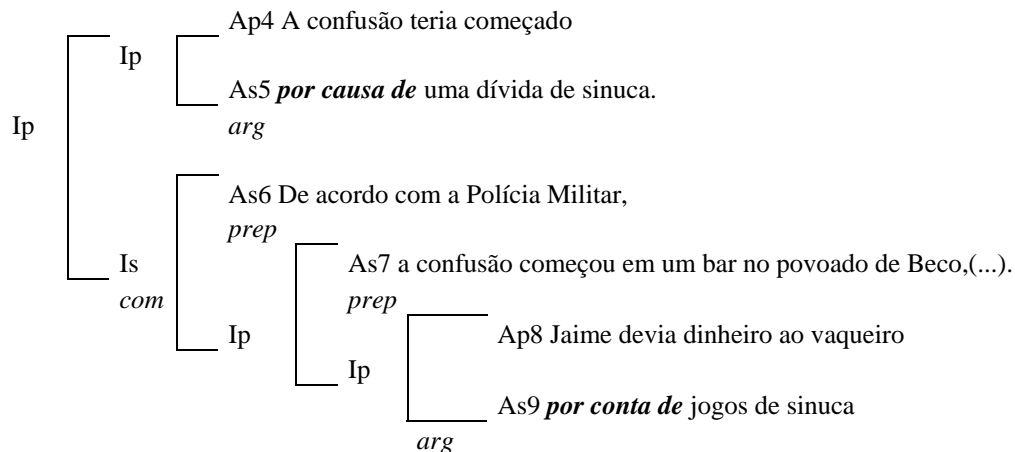 Ap4 A confusão teria começado
Ip
As5 por causa de uma dívida de sinuca.
Ip
arg
As6 De acordo com a Polícia Militar,
prep
Is
As7 a confusão começou em um bar no povoado de Beco,(...).
com
prep
Ip
Ap8 Jaime devia dinheiro ao vaqueiro
Ip
As9 por conta de jogos de sinuca
arg